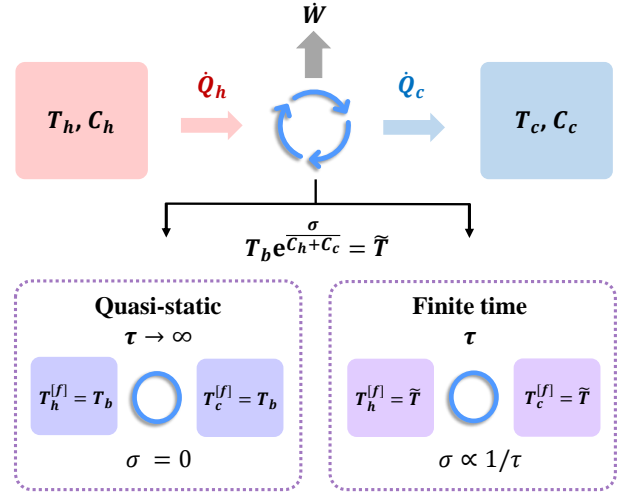 Ẇ
Q̇_h
Q̇_c
T_h, C_h
T_c, C_c
T_b e^{σ/(C_h+C_c)} = T̃
Quasi-static
τ → ∞
T_h^{[f]} = T_b
T_c^{[f]} = T_b
σ = 0
Finite time
τ
T_h^{[f]} = T̃
T_c^{[f]} = T̃
σ ∝ 1/τ